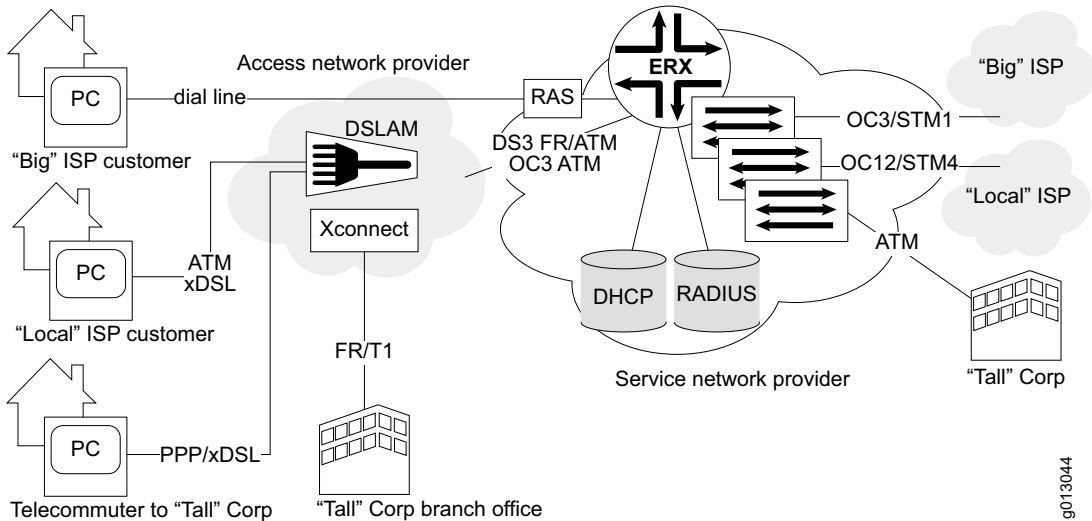 ERX
"Big" ISP
Access network provider
PC
dial line
RAS
OC3/STM1
DSLAM
DS3 FR/ATM
OC3 ATM
"Big" ISP customer
OC12/STM4
"Local" ISP
Xconnect
ATM
PC
ATM
xDSL
DHCP
RADIUS
"Local" ISP customer
FR/T1
Service network provider
"Tall" Corp
PC
PPP/xDSL
Telecommuter to "Tall" Corp
"Tall" Corp branch office
g013044